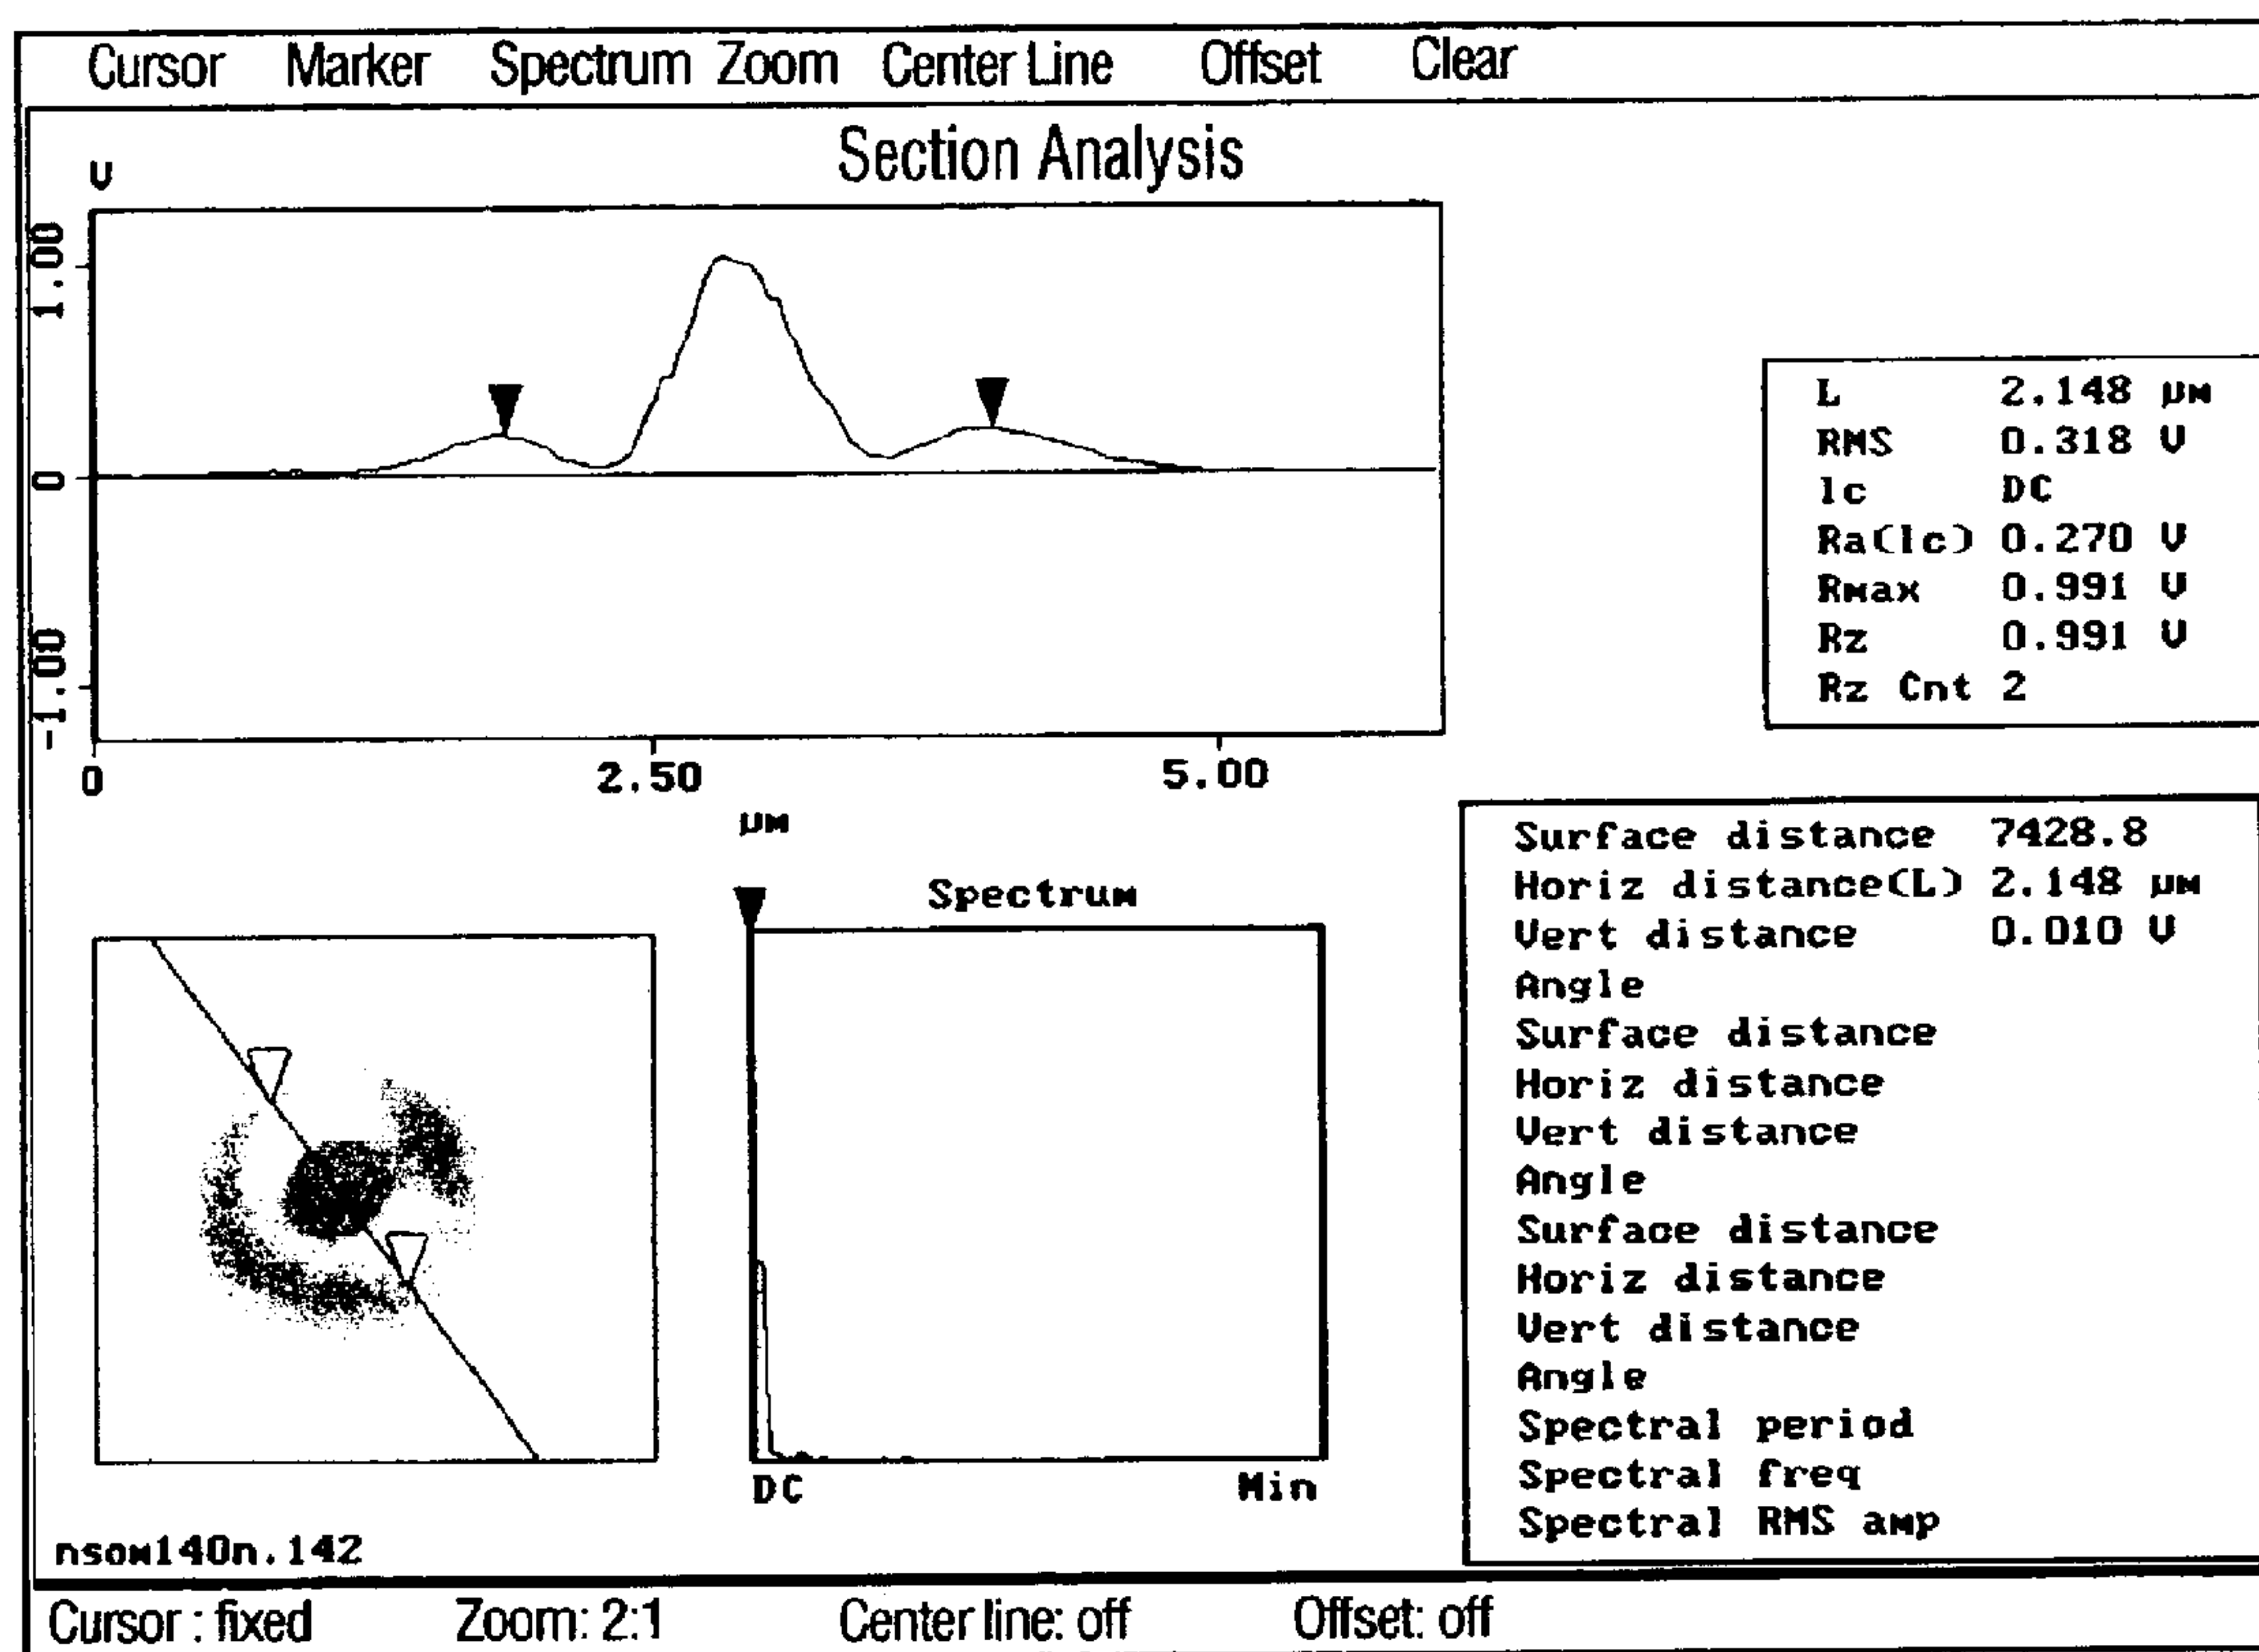 Cursor Marker Spectrum Zoom Center Line Offset Clear
Section Analysis
V
1.00
0
-1.00
0 2.50 5.00
µM
L 2.148 µM
RMS 0.318 V
lc DC
Ra(lc) 0.270 V
Rmax 0.991 V
Rz 0.991 V
Rz Cnt 2
Spectrum
DC Min
Surface distance 7428.8
Horiz distance(L) 2.148 µM
Vert distance 0.010 V
Angle
Surface distance
Horiz distance
Vert distance
Angle
Surface distance
Horiz distance
Vert distance
Angle
Spectral period
Spectral freq
Spectral RMS amp
nsom140n.142
Cursor : fixed Zoom: 2:1 Center line: off Offset: off